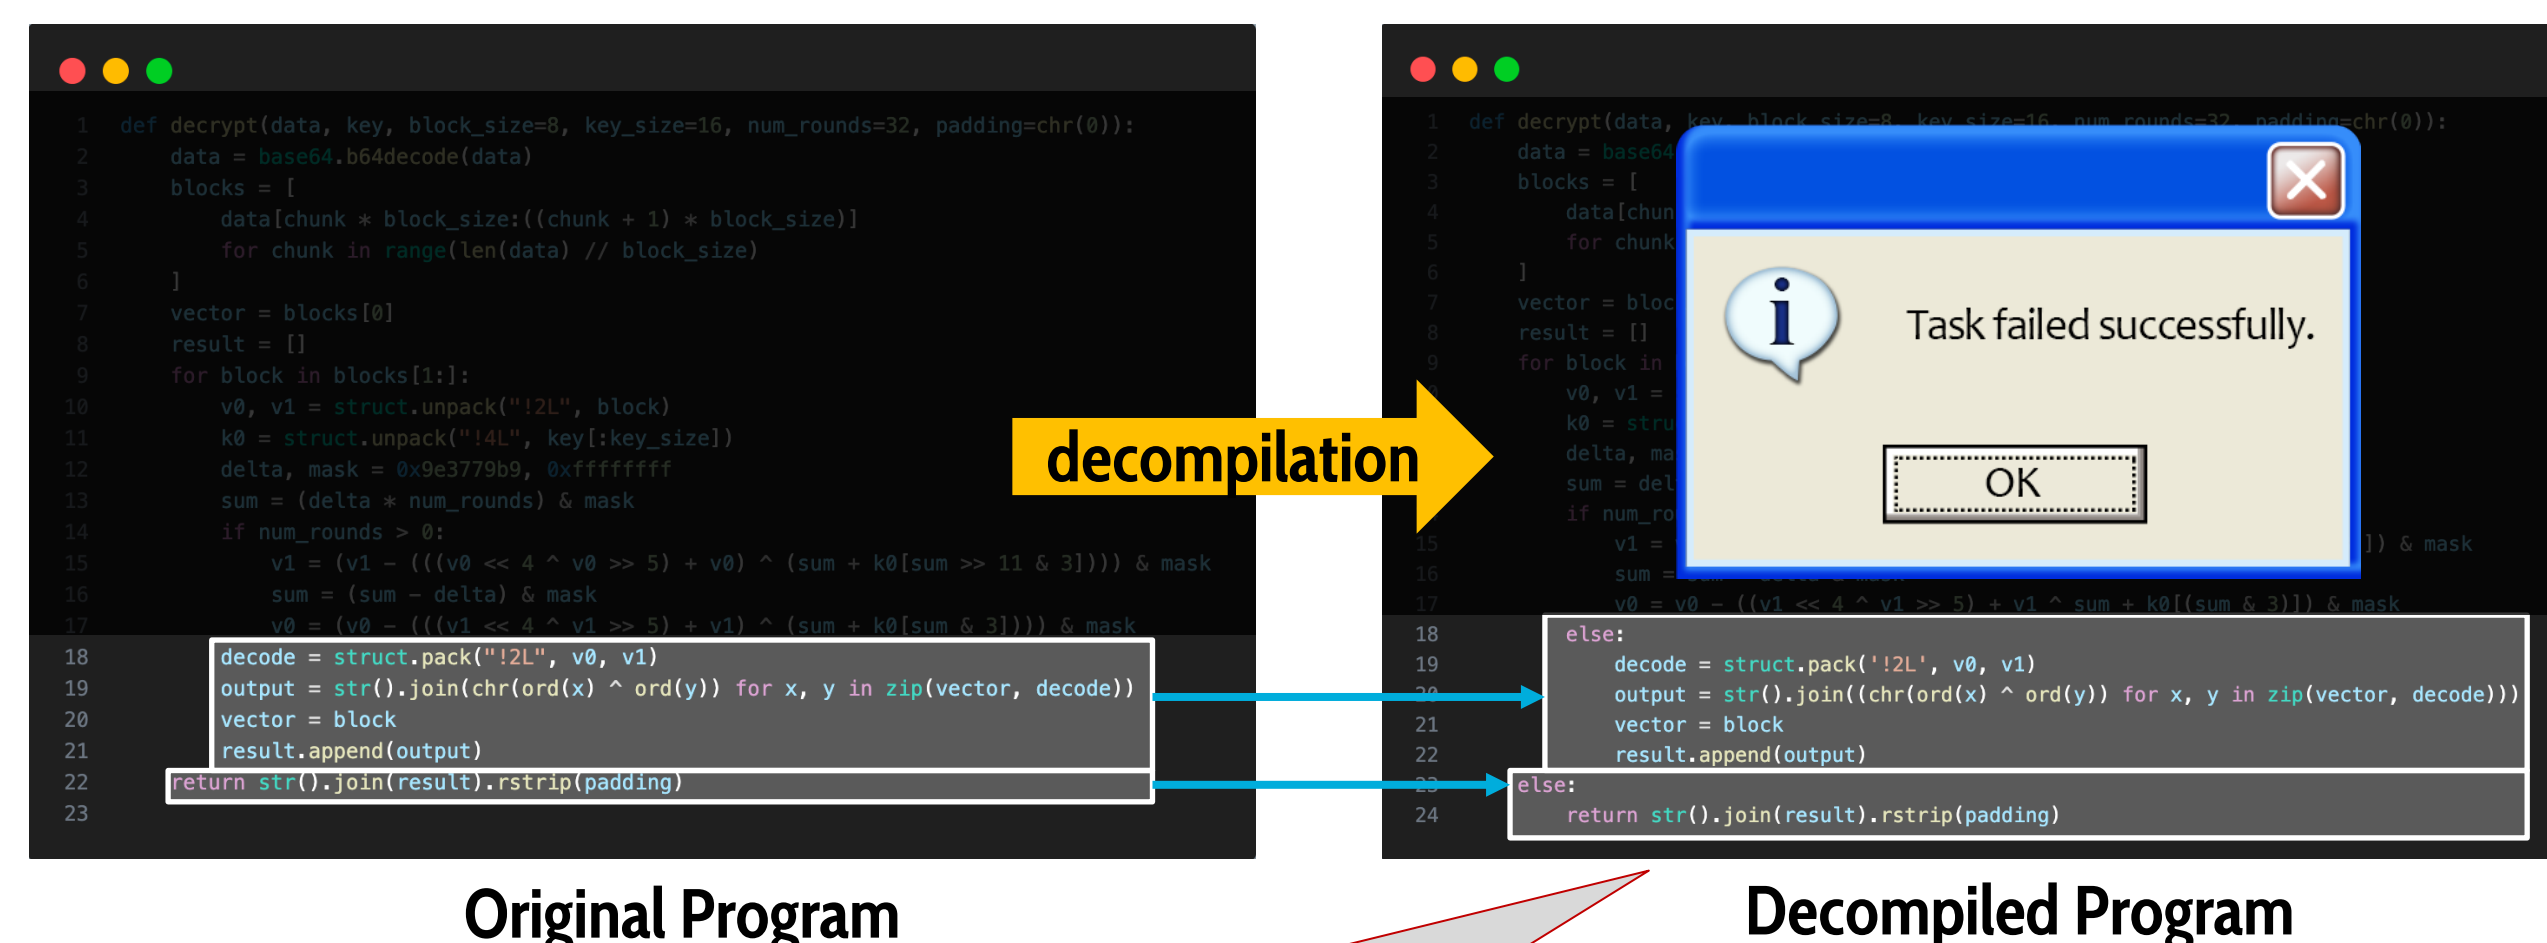 1 def decrypt(data, key, block_size=8, key_size=16, num_rounds=32, padding=chr(0)):
2 data = base64.b64decode(data)
3 blocks = [
4 data[chunk * block_size:((chunk + 1) * block_size)]
5 for chunk in range(len(data) // block_size)
6 ]
7 vector = blocks[0]
8 result = []
9 for block in blocks[1:]:
10 v0, v1 = struct.unpack("!2L", block)
11 k0 = struct.unpack("!4L", key[:key_size])
12 delta, mask = 0x9e3779b9, 0xffffffff
13 sum = (delta * num_rounds) & mask
14 if num_rounds > 0:
15 v1 = (v1 - (((v0 << 4 ^ v0 >> 5) + v0) ^ (sum + k0[sum >> 11 & 3]))) & mask
16 sum = (sum - delta) & mask
17 v0 = (v0 - (((v1 << 4 ^ v1 >> 5) + v1) ^ (sum + k0[sum & 3]))) & mask
18 decode = struct.pack("!2L", v0, v1)
19 output = str().join(chr(ord(x) ^ ord(y)) for x, y in zip(vector, decode))
20 vector = block
21 result.append(output)
22 return str().join(result).rstrip(padding)
23
Original Program
decompilation
1 def decrypt(data, key, block_size=8, key_size=16, num_rounds=32, padding=chr(0)):
2 data = base64
3 blocks = [
4 data[chun
5 for chunk
6 ]
7 vector = bloc
8 result = []
9 for block in
v0, v1 =
k0 = stru
delta, ma
sum = del
if num_ro
15 v1 = ]) & mask
16 sum =
17 v0 = v0 - ((v1 << 4 ^ v1 >> 5) + v1 ^ sum + k0[(sum & 3)]) & mask
18 else:
19 decode = struct.pack('!2L', v0, v1)
20 output = str().join((chr(ord(x) ^ ord(y)) for x, y in zip(vector, decode)))
21 vector = block
22 result.append(output)
23 else:
24 return str().join(result).rstrip(padding)
Task failed successfully.
OK
Decompiled Program